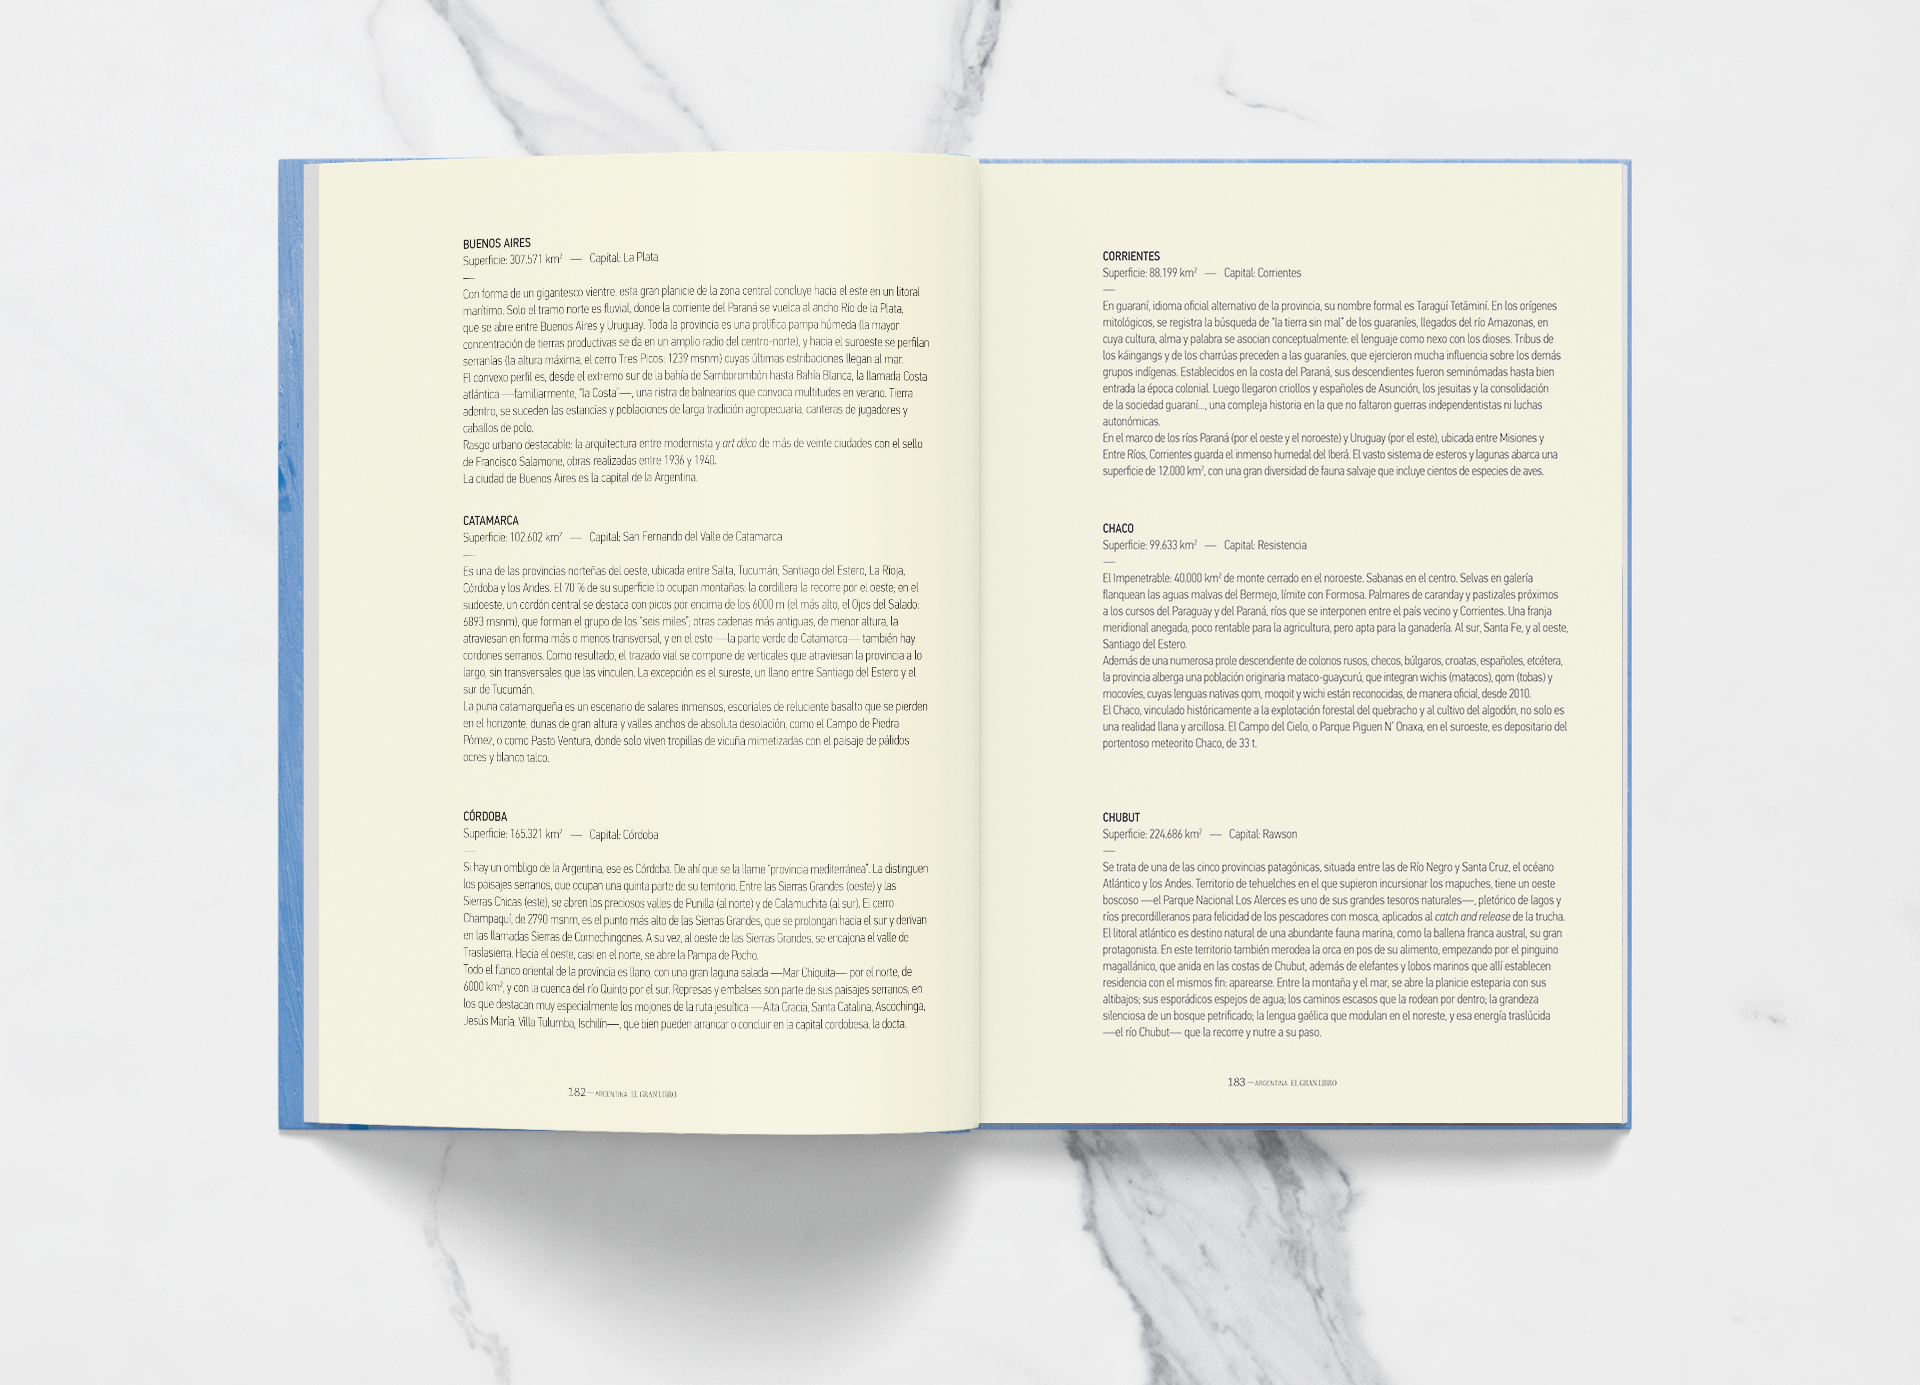 BUENOS AIRES
Superficie: 307.571 km² — Capital: La Plata
—
Con forma de un gigantesco vientre, esta gran planicie de la zona central concluye hacia el este en un litoral
marítimo. Solo el tramo norte es fluvial, donde la corriente del Paraná se vuelca al ancho Río de la Plata,
que se abre entre Buenos Aires y Uruguay. Toda la provincia es una prolífica pampa húmeda (la mayor
concentración de tierras productivas se da en un amplio radio del centro-norte), y hacia el suroeste se perfilan
serranías (la altura máxima, el cerro Tres Picos: 1239 msnm) cuyas últimas estribaciones llegan al mar.
El convexo perfil es, desde el extremo sur de la bahía de Samborombón hasta Bahía Blanca, la llamada Costa
atlántica —familiarmente, “la Costa”—, una ristra de balnearios que convoca multitudes en verano. Tierra
adentro, se suceden las estancias y poblaciones de larga tradición agropecuaria, canteras de jugadores y
caballos de polo.
Rasgo urbano destacable: la arquitectura entre modernista y art déco de más de veinte ciudades con el sello
de Francisco Salamone, obras realizadas entre 1936 y 1940.
La ciudad de Buenos Aires es la capital de la Argentina.
CATAMARCA
Superficie: 102.602 km² — Capital: San Fernando del Valle de Catamarca
—
Es una de las provincias norteñas del oeste, ubicada entre Salta, Tucumán, Santiago del Estero, La Rioja,
Córdoba y los Andes. El 70 % de su superficie lo ocupan montañas: la cordillera la recorre por el oeste; en el
sudoeste, un cordón central se destaca con picos por encima de los 6000 m (el más alto, el Ojos del Salado:
6893 msnm), que forman el grupo de los “seis miles”; otras cadenas más antiguas, de menor altura, la
atraviesan en forma más o menos transversal, y en el este —la parte verde de Catamarca— también hay
cordones serranos. Como resultado, el trazado vial se compone de verticales que atraviesan la provincia a lo
largo, sin transversales que las vinculen. La excepción es el sureste, un llano entre Santiago del Estero y el
sur de Tucumán.
La puna catamarqueña es un escenario de salares inmensos, escoriales de reluciente basalto que se pierden
en el horizonte, dunas de gran altura y valles anchos de absoluta desolación, como el Campo de Piedra
Pómez, o como Pasto Ventura, donde solo viven tropillas de vicuña mimetizadas con el paisaje de pálidos
ocres y blanco talco.
CÓRDOBA
Superficie: 165.321 km² — Capital: Córdoba
—
Si hay un ombligo de la Argentina, ese es Córdoba. De ahí que se la llame “provincia mediterránea”. La distinguen
los paisajes serranos, que ocupan una quinta parte de su territorio. Entre las Sierras Grandes (oeste) y las
Sierras Chicas (este), se abren los preciosos valles de Punilla (al norte) y de Calamuchita (al sur). El cerro
Champaquí, de 2790 msnm, es el punto más alto de las Sierras Grandes, que se prolongan hacia el sur y derivan
en las llamadas Sierras de Comechingones. A su vez, al oeste de las Sierras Grandes, se encajona el valle de
Traslasierra. Hacia el oeste, casi en el norte, se abre la Pampa de Pocho.
Todo el flanco oriental de la provincia es llano, con una gran laguna salada —Mar Chiquita— por el norte, de
6000 km², y con la cuenca del río Quinto por el sur. Represas y embalses son parte de sus paisajes serranos, en
los que destacan muy especialmente los mojones de la ruta jesuítica —Alta Gracia, Santa Catalina, Ascochinga,
Jesús María, Villa Tulumba, Ischilín—, que bien pueden arrancar o concluir en la capital cordobesa, la docta.
182 — ARGENTINA EL GRAN LIBRO
CORRIENTES
Superficie: 88.199 km² — Capital: Corrientes
—
En guaraní, idioma oficial alternativo de la provincia, su nombre formal es Taragüí Tetãmini. En los orígenes
mitológicos, se registra la búsqueda de “la tierra sin mal” de los guaraníes, llegados del río Amazonas, en
cuya cultura, alma y palabra se asocian conceptualmente: el lenguaje como nexo con los dioses. Tribus de
los káingangs y de los charrúas preceden a las guaraníes, que ejercieron mucha influencia sobre los demás
grupos indígenas. Establecidos en la costa del Paraná, sus descendientes fueron seminómadas hasta bien
entrada la época colonial. Luego llegaron criollos y españoles de Asunción, los jesuitas y la consolidación
de la sociedad guaraní..., una compleja historia en la que no faltaron guerras independentistas ni luchas
autonómicas.
En el marco de los ríos Paraná (por el oeste y el noroeste) y Uruguay (por el este), ubicada entre Misiones y
Entre Ríos, Corrientes guarda el inmenso humedal del Iberá. El vasto sistema de esteros y lagunas abarca una
superficie de 12.000 km², con una gran diversidad de fauna salvaje que incluye cientos de especies de aves.
CHACO
Superficie: 99.633 km² — Capital: Resistencia
—
El Impenetrable: 40.000 km² de monte cerrado en el noroeste. Sabanas en el centro. Selvas en galería
flanquean las aguas malvas del Bermejo, límite con Formosa. Palmares de caranday y pastizales próximos
a los cursos del Paraguay y del Paraná, ríos que se interponen entre el país vecino y Corrientes. Una franja
meridional anegada, poco rentable para la agricultura, pero apta para la ganadería. Al sur, Santa Fe, y al oeste,
Santiago del Estero.
Además de una numerosa prole descendiente de colonos rusos, checos, búlgaros, croatas, españoles, etcétera,
la provincia alberga una población originaria mataco-guaycurú, que integran wichis (matacos), qom (tobas) y
mocovíes, cuyas lenguas nativas qom, moqoit y wichi están reconocidas, de manera oficial, desde 2010.
El Chaco, vinculado históricamente a la explotación forestal del quebracho y al cultivo del algodón, no solo es
una realidad llana y arcillosa. El Campo del Cielo, o Parque Piguen N’ Onaxa, en el suroeste, es depositario del
portentoso meteorito Chaco, de 33 t.
CHUBUT
Superficie: 224.686 km² — Capital: Rawson
—
Se trata de una de las cinco provincias patagónicas, situada entre las de Río Negro y Santa Cruz, el océano
Atlántico y los Andes. Territorio de tehuelches en el que supieron incursionar los mapuches, tiene un oeste
boscoso —el Parque Nacional Los Alerces es uno de sus grandes tesoros naturales—, pletórico de lagos y
ríos precordilleranos para felicidad de los pescadores con mosca, aplicados al catch and release de la trucha.
El litoral atlántico es destino natural de una abundante fauna marina, como la ballena franca austral, su gran
protagonista. En este territorio también merodea la orca en pos de su alimento, empezando por el pingüino
magallánico, que anida en las costas de Chubut, además de elefantes y lobos marinos que allí establecen
residencia con el mismos fin: aparearse. Entre la montaña y el mar, se abre la planicie esteparia con sus
altibajos; sus esporádicos espejos de agua; los caminos escasos que la rodean por dentro; la grandeza
silenciosa de un bosque petrificado; la lengua gaélica que modulan en el noreste, y esa energía traslúcida
—el río Chubut— que la recorre y nutre a su paso.
183 — ARGENTINA EL GRAN LIBRO